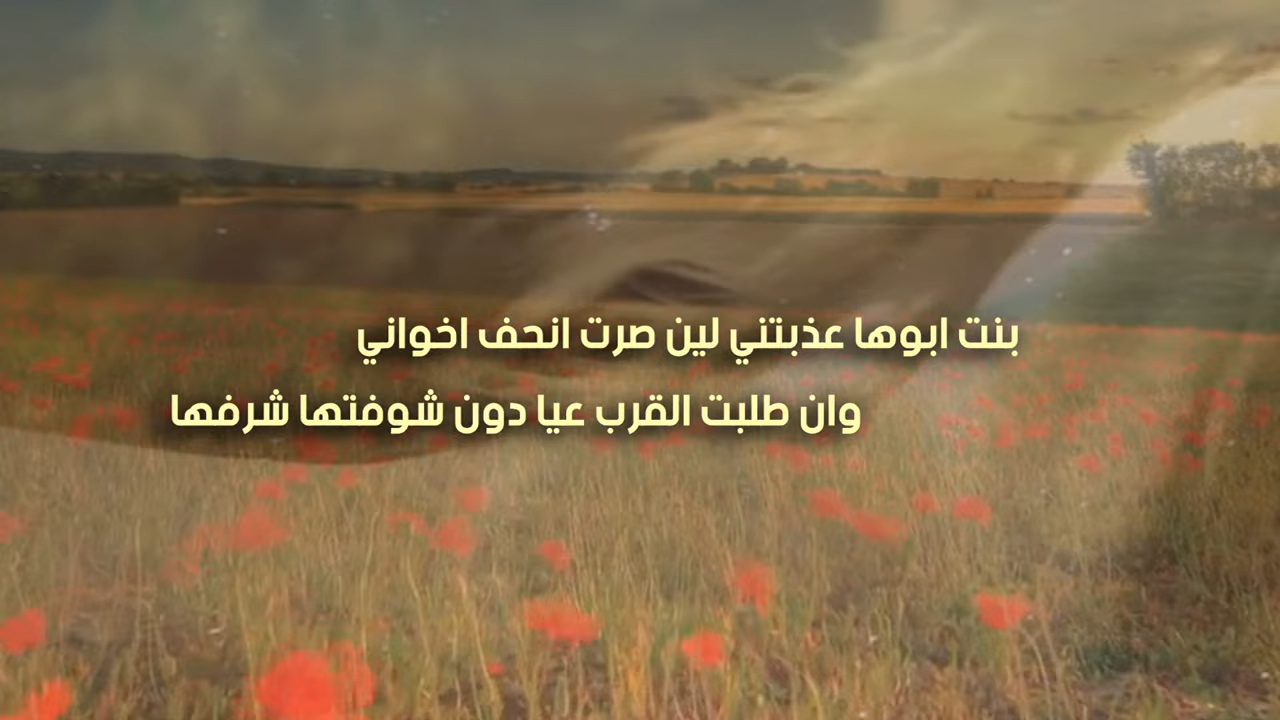 بنت ابوها عذبتني لين صرت انحف اخواني
وان طلبت القرب عيا دون شوفتها شرفها